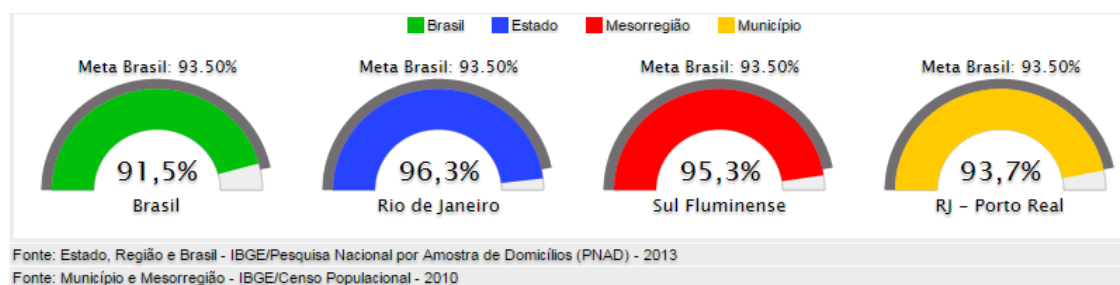 Brasil Estado Mesorregião Município
Meta Brasil: 93.50% Meta Brasil: 93.50% Meta Brasil: 93.50% Meta Brasil: 93.50%
91,5% 96,3% 95,3% 93,7%
Brasil Rio de Janeiro Sul Fluminense RJ - Porto Real
Fonte: Estado, Região e Brasil - IBGE/Pesquisa Nacional por Amostra de Domicílios (PNAD) - 2013
Fonte: Município e Mesorregião - IBGE/Censo Populacional - 2010